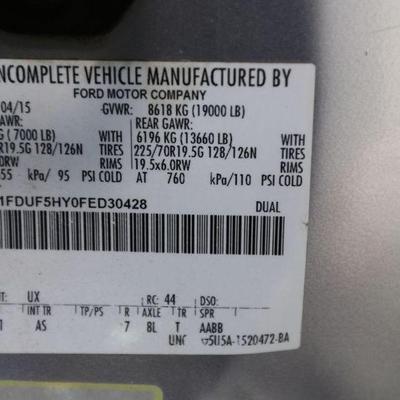 INCOMPLETE VEHICLE MANUFACTURED BY
FORD MOTOR COMPANY
04/15 GVWR: 8618 KG (19000 LB)
AWR: REAR GAWR:
G ( 7000 LB) WITH 6196 KG (13660 LB) WITH
R19.5G 128/126N TIRES 225/70R19.5G 128/126N TIRES
0RW RIMS 19.5x6.0RW RIMS
55 kPa/ 95 PSI COLD AT 760 kPa/110 PSI COLD
1FDUF5HY0FED30428 DUAL
T: UX RC: 44 DSO:
INT TR TP/PS R AXLE TR SPR
1 AS 7 BL T AABB
UNC 5U5A-1520472-BA